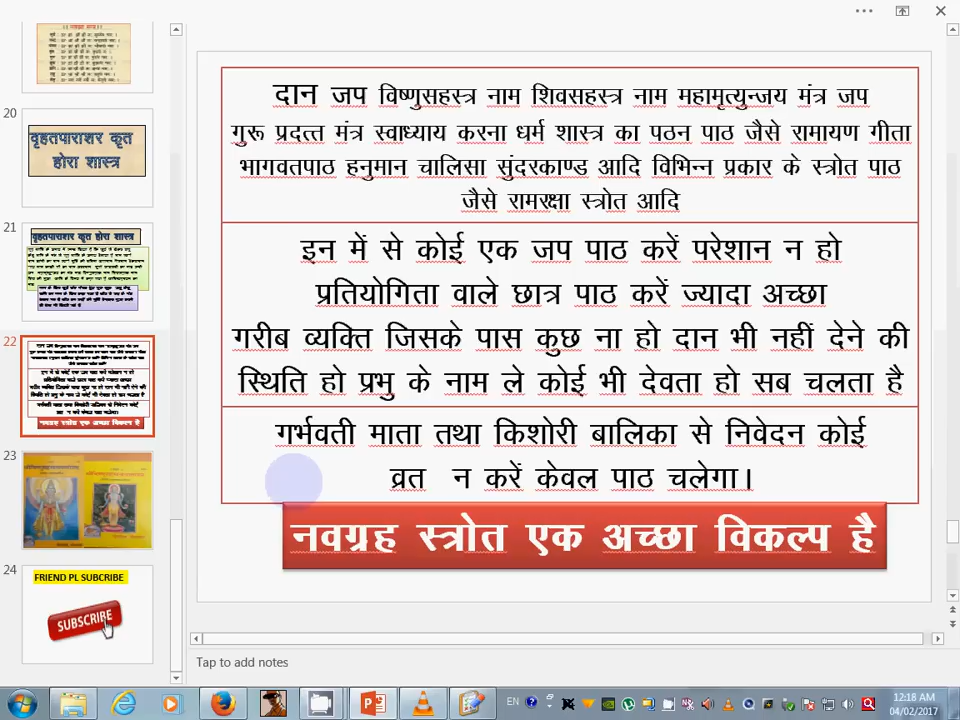 20
वृहतपाराशर कृत
होरा शास्त्र
21
वृहतपाराशर कृत होरा शास्त्र
22
23
24
FRIEND PL SUBCRIBE
SUBSCRIBE
दान जप विष्णुसहस्त्र नाम शिवसहस्त्र नाम महामृत्युन्जय मंत्र जप
गुरू प्रदत्त मंत्र स्वाध्याय करना धर्म शास्त्र का पठन पाठ जैसे रामायण गीता
भागवतपाठ हनुमान चालिसा सुंदरकाण्ड आदि विभिन्न प्रकार के स्त्रोत पाठ
जैसे रामरक्षा स्त्रोत आदि
इन में से कोई एक जप पाठ करें परेशान न हो
प्रतियोगिता वाले छात्र पाठ करें ज्यादा अच्छा
गरीब व्यक्ति जिसके पास कुछ ना हो दान भी नहीं देने की
स्थिति हो प्रभु के नाम ले कोई भी देवता हो सब चलता है
गर्भवती माता तथा किशोरी बालिका से निवेदन कोई
व्रत न करें केवल पाठ चलेगा।
नवग्रह स्त्रोत एक अच्छा विकल्प है
Tap to add notes
EN
12:18 AM
04/02/2017